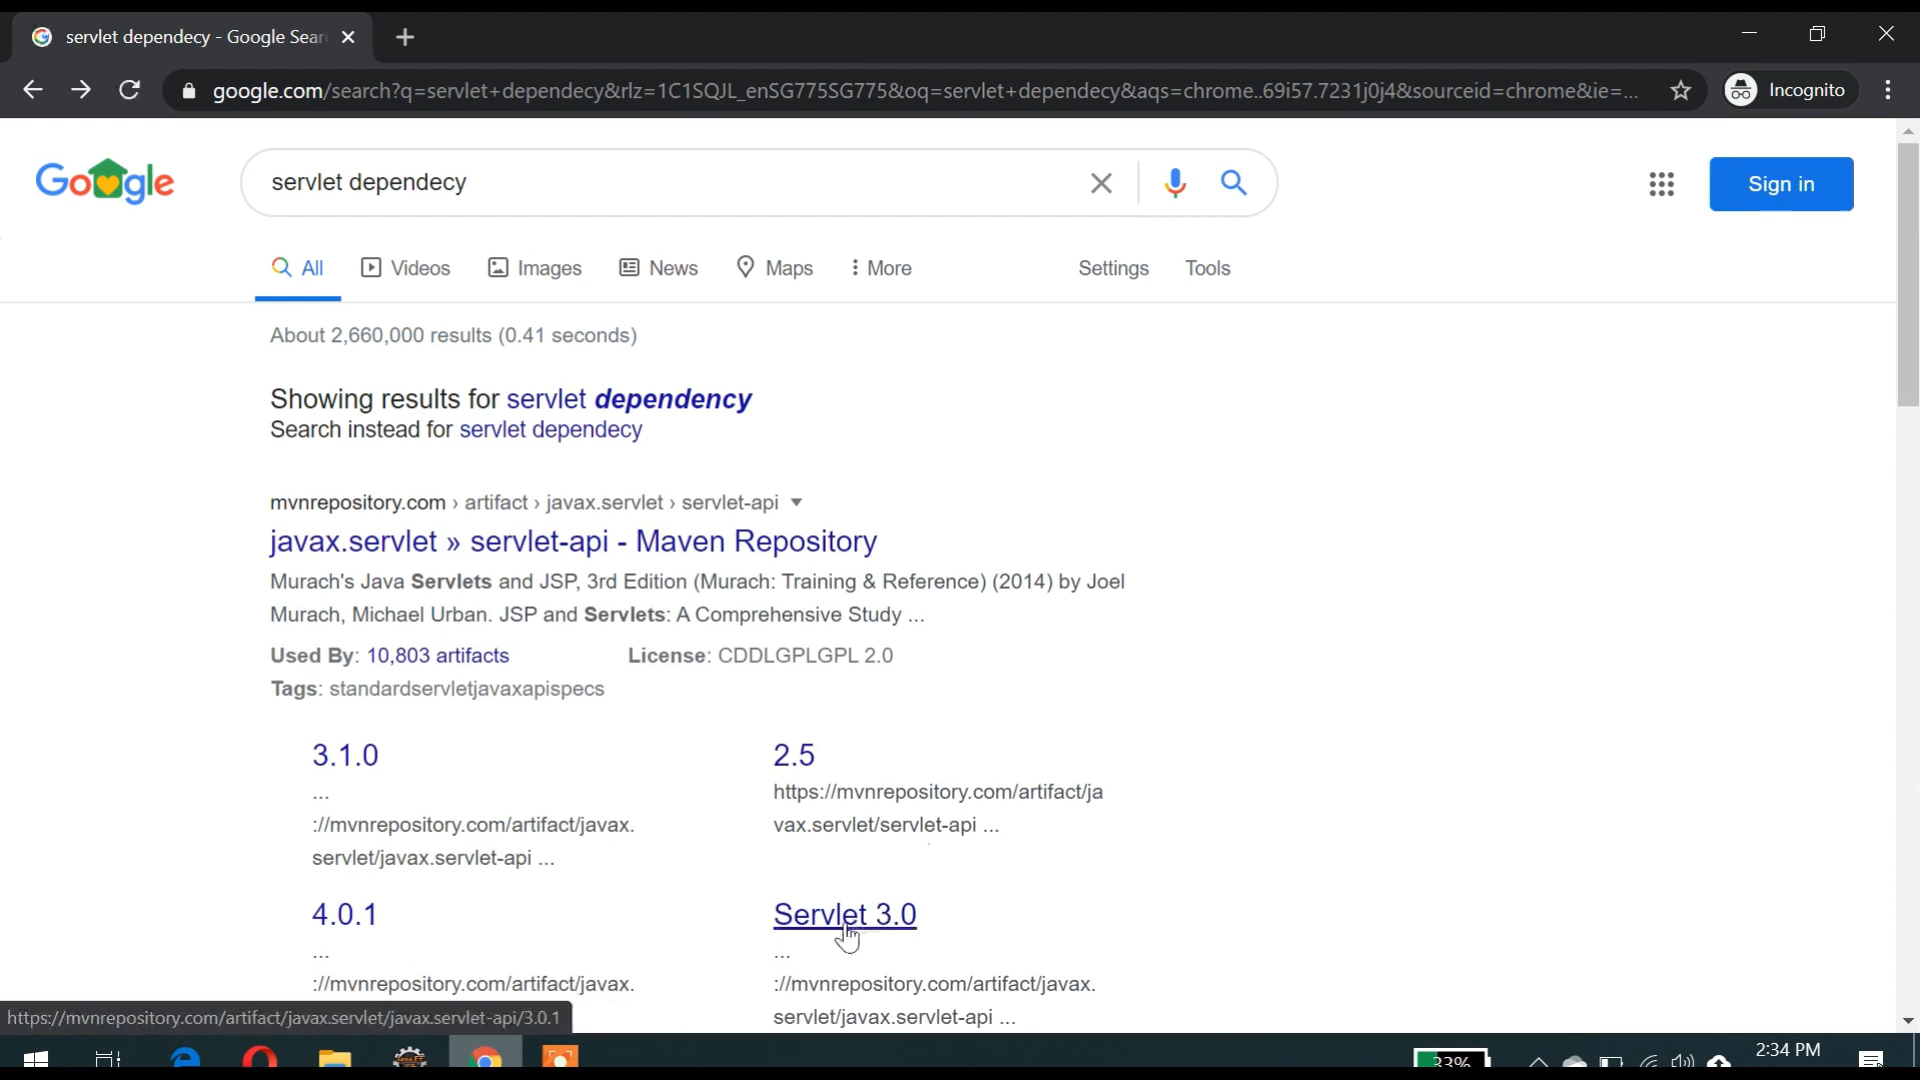 servlet dependecy - Google Sear
google.com/search?q=servlet+dependecy&rlz=1C1SQJL_enSG775SG775&oq=servlet+dependecy&aqs=chrome..69i57.7231j0j4&sourceid=chrome&ie=...
Incognito
Google
servlet dependecy
Sign in
All
Videos
Images
News
Maps
More
Settings
Tools
About 2,660,000 results (0.41 seconds)
Showing results for servlet dependency
Search instead for servlet dependecy
mvnrepository.com › artifact › javax.servlet › servlet-api
javax.servlet » servlet-api - Maven Repository
Murach's Java Servlets and JSP, 3rd Edition (Murach: Training & Reference) (2014) by Joel
Murach, Michael Urban. JSP and Servlets: A Comprehensive Study ...
Used By: 10,803 artifacts License: CDDLGPLGPL 2.0
Tags: standardservletjavaxapispecs
3.1.0
...
://mvnrepository.com/artifact/javax.
servlet/javax.servlet-api ...
2.5
https://mvnrepository.com/artifact/ja
vax.servlet/servlet-api ...
4.0.1
...
://mvnrepository.com/artifact/javax.
Servlet 3.0
...
://mvnrepository.com/artifact/javax.
servlet/javax.servlet-api ...
https://mvnrepository.com/artifact/javax.servlet/javax.servlet-api/3.0.1
33%
2:34 PM